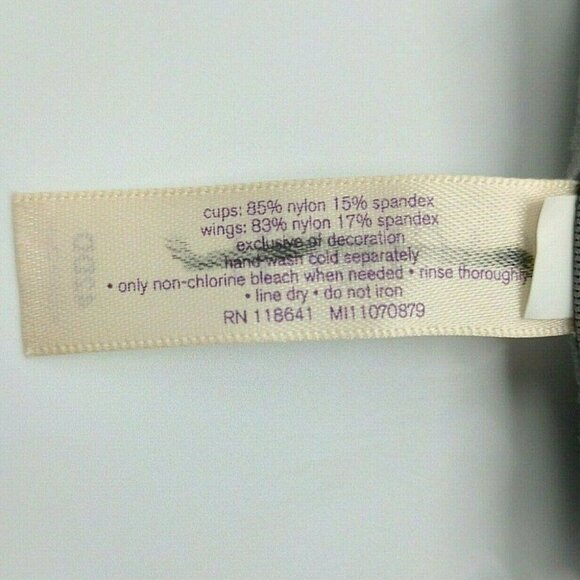 cups: 85% nylon 15% spandex
wings: 83% nylon 17% spandex
exclusive of decoration
hand wash cold separately
• only non-chlorine bleach when needed • rinse thoroughly
• line dry • do not iron
RN 118641 MI11070879